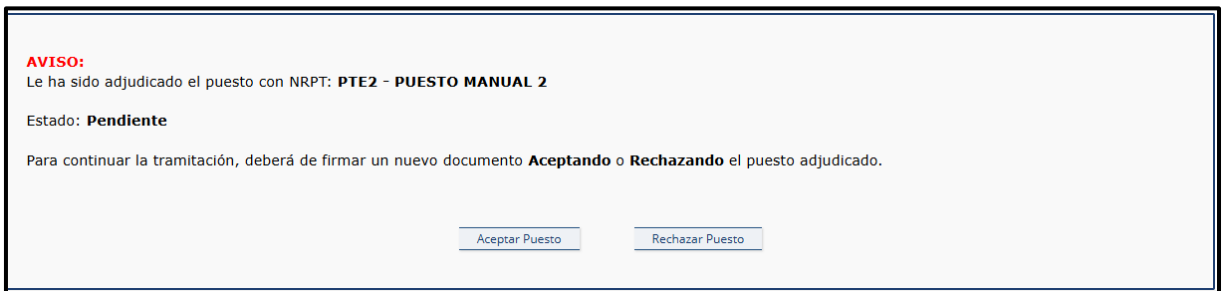 AVISO:
Le ha sido adjudicado el puesto con NRPT: PTE2 - PUESTO MANUAL 2
Estado: Pendiente
Para continuar la tramitación, deberá de firmar un nuevo documento Aceptando o Rechazando el puesto adjudicado.
Aceptar Puesto
Rechazar Puesto